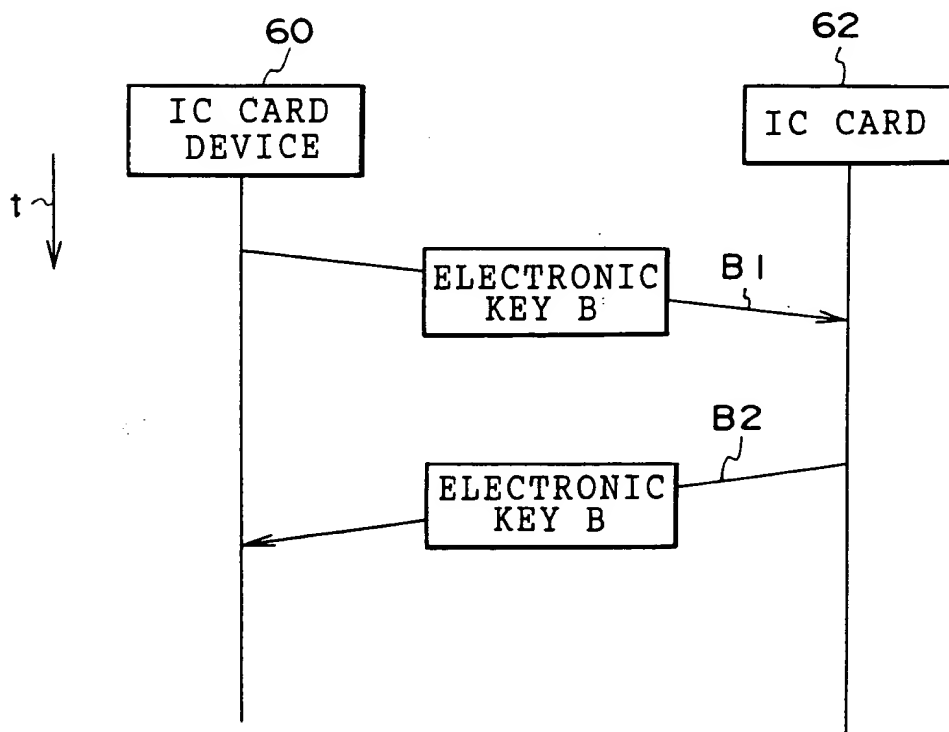 60
62
IC CARD
DEVICE
IC CARD
t
ELECTRONIC
KEY B
B1
B2
ELECTRONIC
KEY B